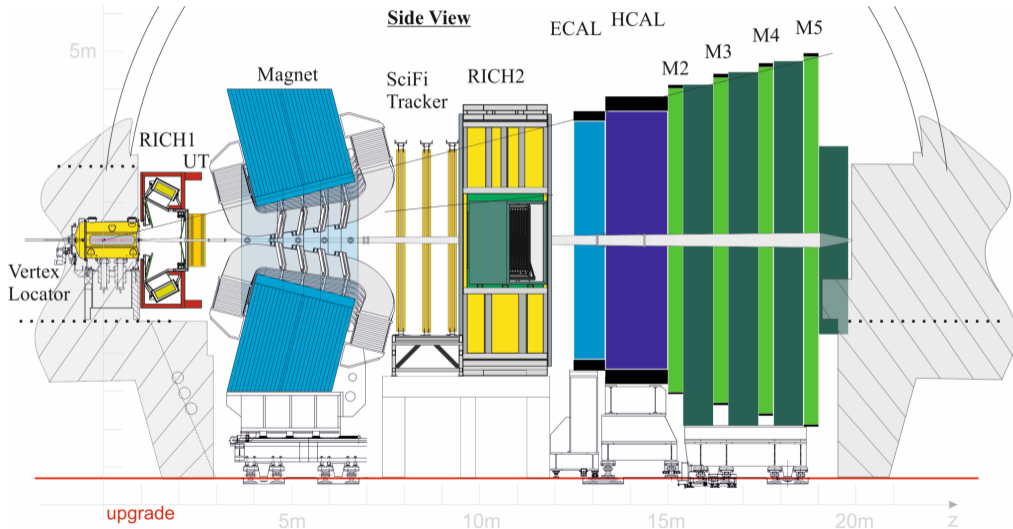 Side View
5m
ECAL
HCAL
M2
M3
M4
M5
Magnet
SciFi
Tracker
RICH2
RICH1
UT
Vertex
Locator
upgrade
5m
10m
15m
20m
z